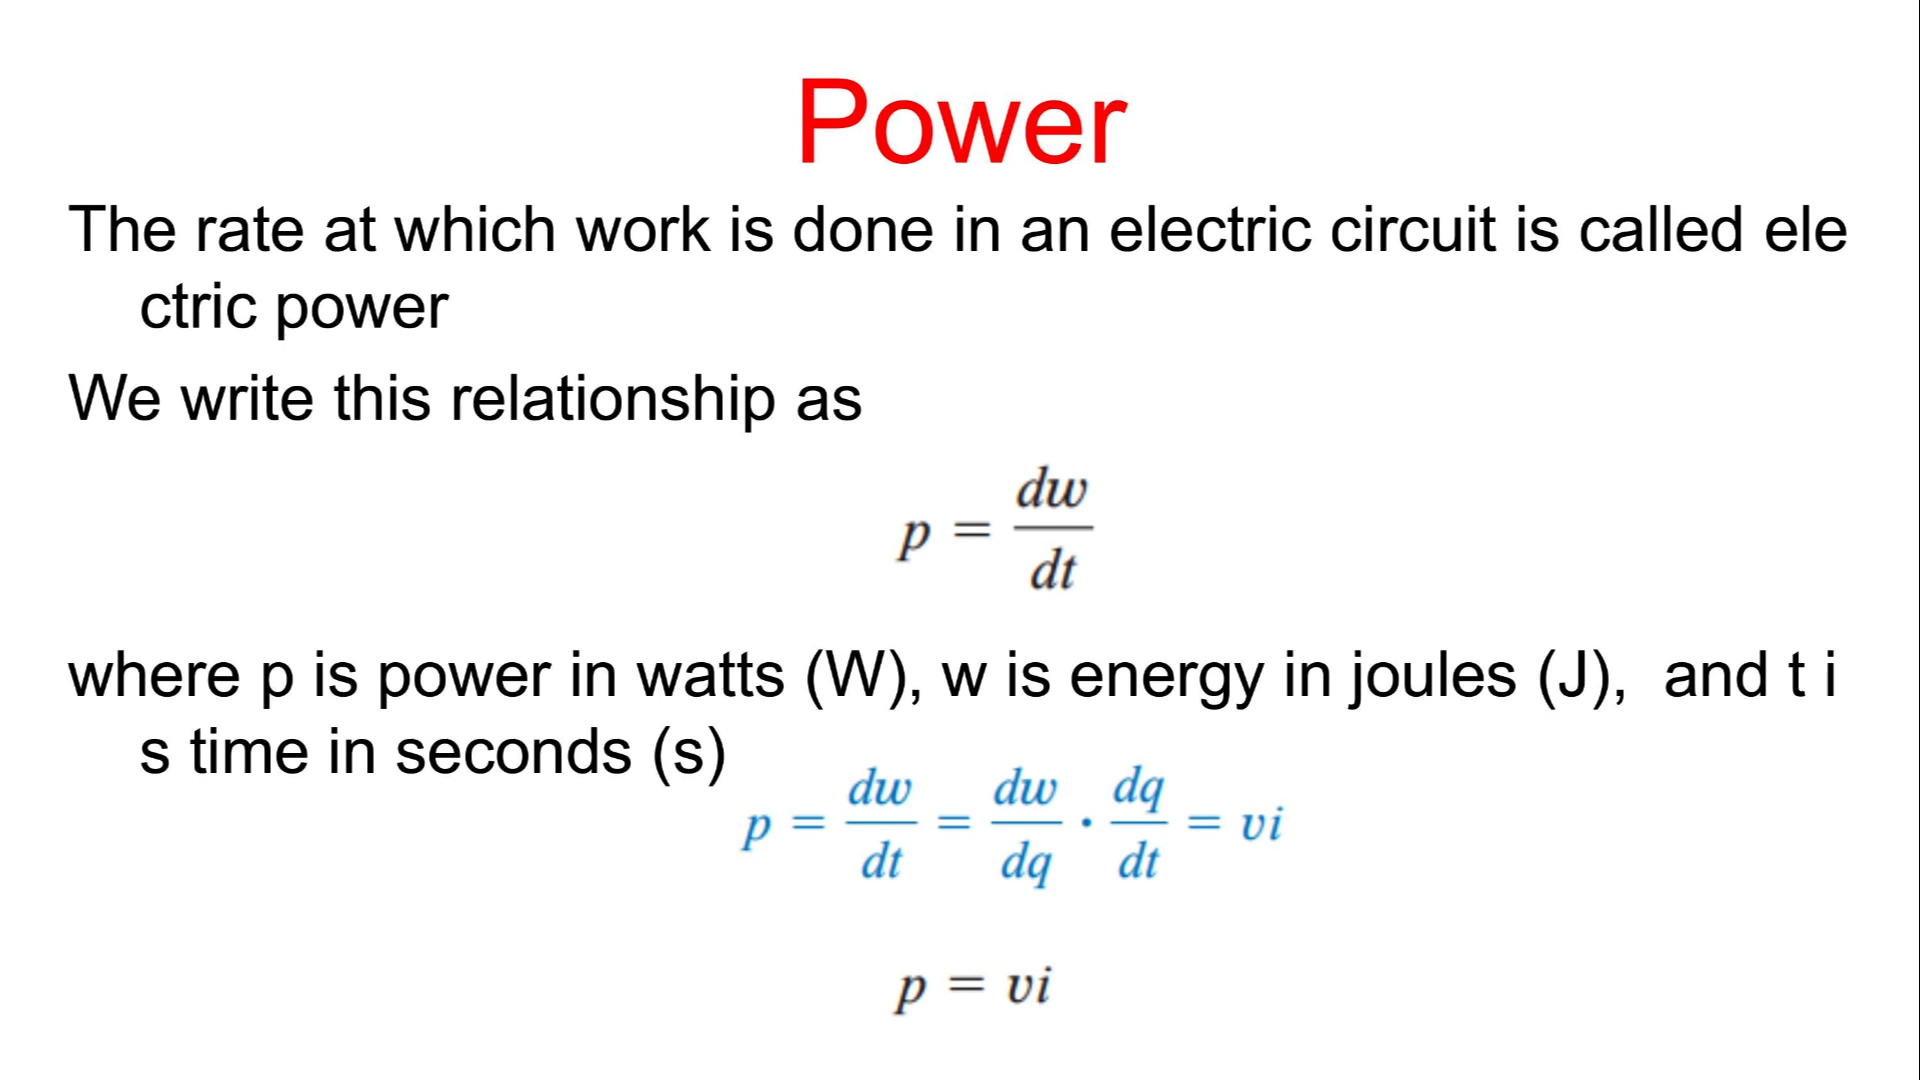 Power
The rate at which work is done in an electric circuit is called ele
ctric power
We write this relationship as
p = dw/dt
where p is power in watts (W), w is energy in joules (J),  and t i
s time in seconds (s)
p = dw/dt = dw/dq · dq/dt = vi
p = vi